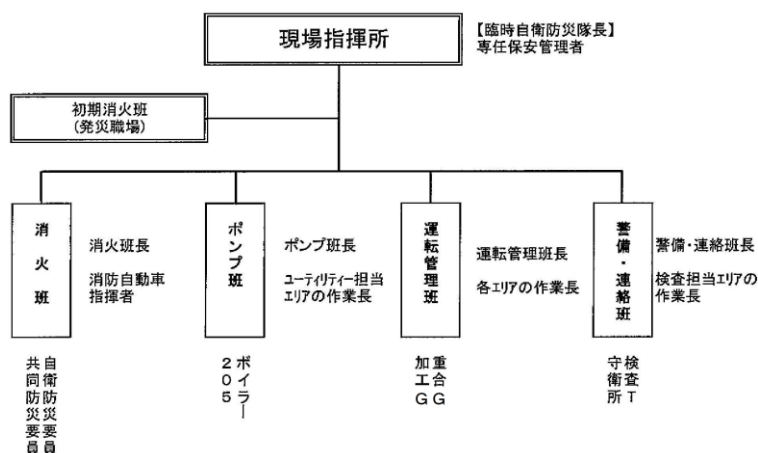 現場指揮所
【臨時自衛防災隊長】
専任保安管理者
初期消火班
(発災職場)
消火班
消火班長
消防自動車
指揮者
ポンプ班
ポンプ班長
ユーティリティー担当
エリアの作業長
運転管理班
運転管理班長
各エリアの作業長
警備・連絡班
警備・連絡班長
検査担当エリアの
作業長
自衛防災要員
共同防災要員
ボイラー
205
重合G
加工G
検査T
守衛所